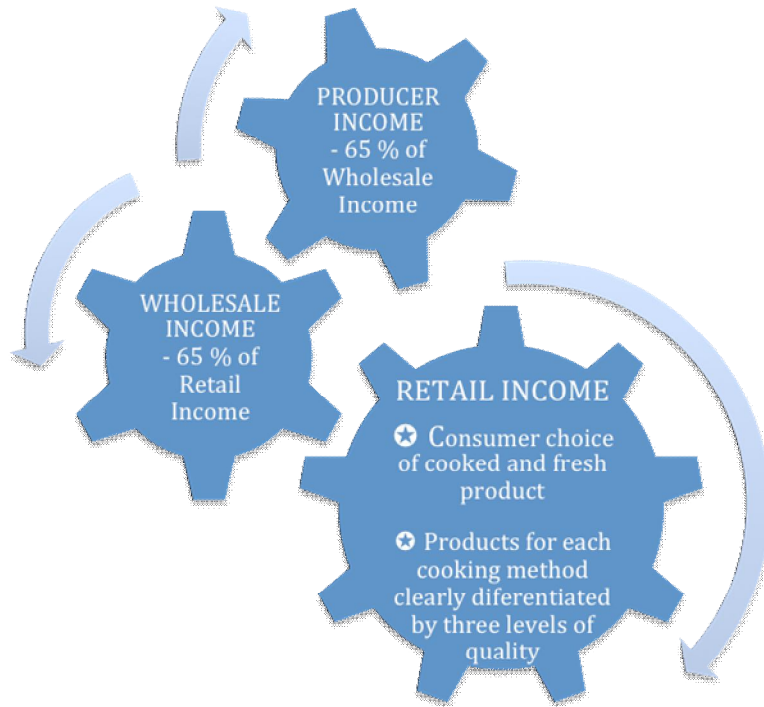 PRODUCER
INCOME
- 65 % of
Wholesale
Income
WHOLESALE
INCOME
- 65 % of
Retail
Income
RETAIL INCOME
✪ Consumer choice
of cooked and fresh
product
✪ Products for each
cooking method
clearly diferentiated
by three levels of
quality